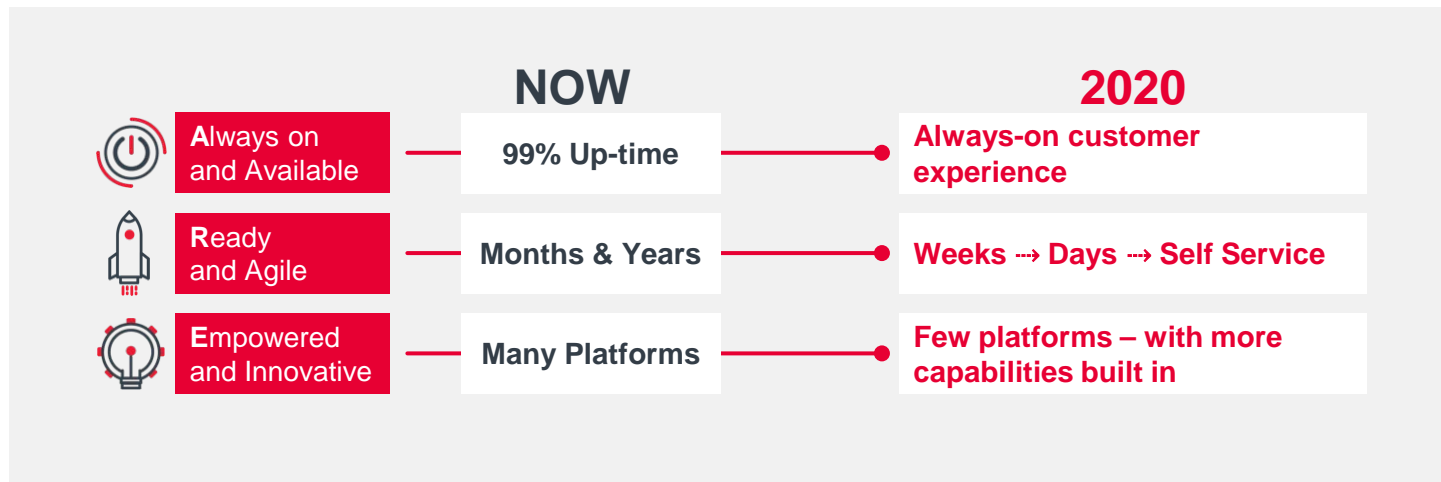 NOW
2020
Always on
and Available
99% Up-time
Always-on customer
experience
Ready
and Agile
Months & Years
Weeks ⇢ Days ⇢ Self Service
Empowered
and Innovative
Many Platforms
Few platforms – with more
capabilities built in